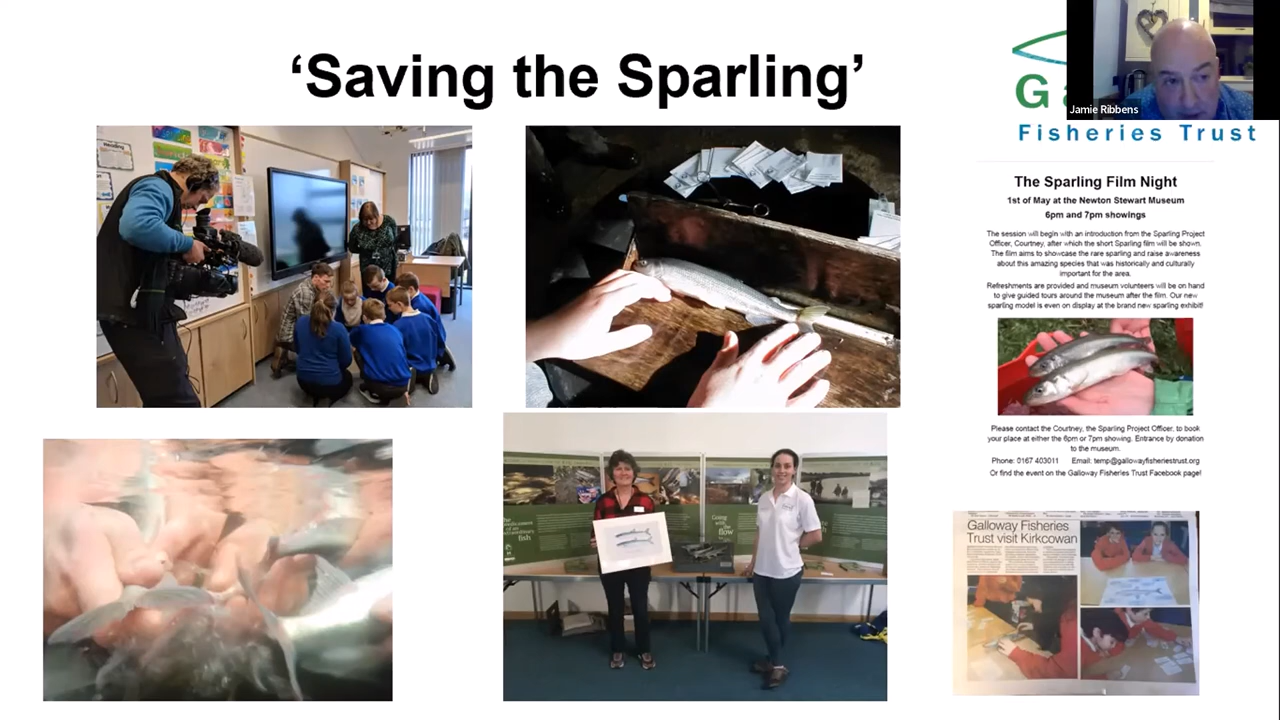 ‘Saving the Sparling’
Ga
Fisheries Trust
Jamie Ribbens
The Sparling Film Night
1st of May at the Newton Stewart Museum
6pm and 7pm showings
The session will begin with an introduction from the Sparling Project
Officer, Courtney, after which the short Sparling film will be shown.
The film aims to showcase the rare sparling and raise awareness
about this amazing species that was historically and culturally
important for the area.
Refreshments are provided and museum volunteers will be on hand
to give guided tours around the museum after the film. Our new
sparling model is even on display at the brand new sparling exhibit!
Please contact the Courtney, the Sparling Project Officer, to book
your place at either the 6pm or 7pm showing. Entrance by donation
to the museum.
Phone: 0167 403011 Email: temp@gallowayfisheriestrust.org
Or find the event on the Galloway Fisheries Trust Facebook page!
fish
Going
with
the
flow
Galloway Fisheries
Trust visit Kirkcowan